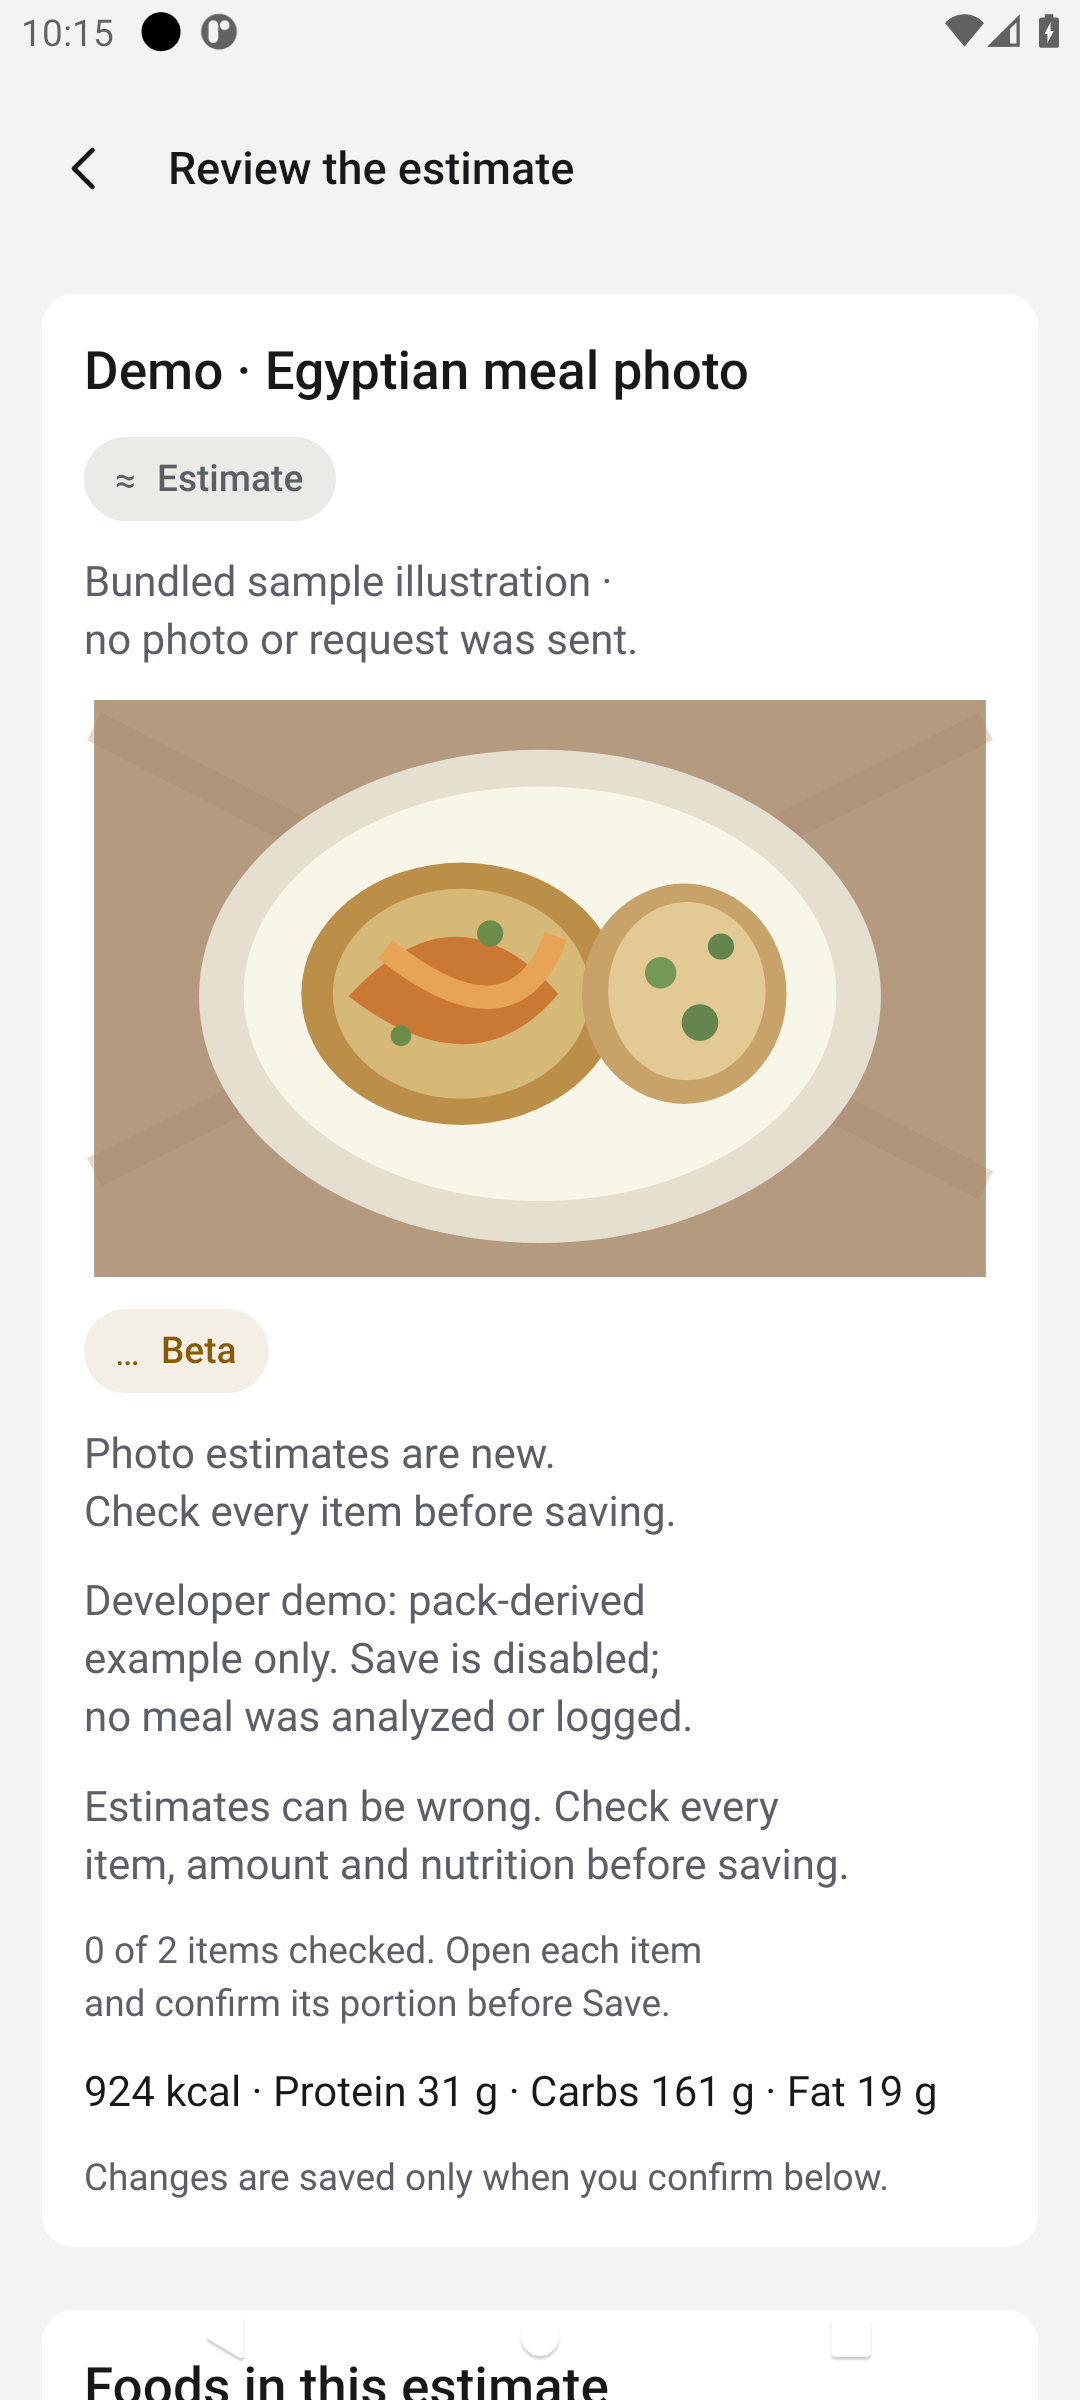 10:15
Review the estimate
Demo · Egyptian meal photo
≈ Estimate
Bundled sample illustration ·
no photo or request was sent.
… Beta
Photo estimates are new.
Check every item before saving.
Developer demo: pack-derived
example only. Save is disabled;
no meal was analyzed or logged.
Estimates can be wrong. Check every
item, amount and nutrition before saving.
0 of 2 items checked. Open each item
and confirm its portion before Save.
924 kcal · Protein 31 g · Carbs 161 g · Fat 19 g
Changes are saved only when you confirm below.
Foods in this estimate